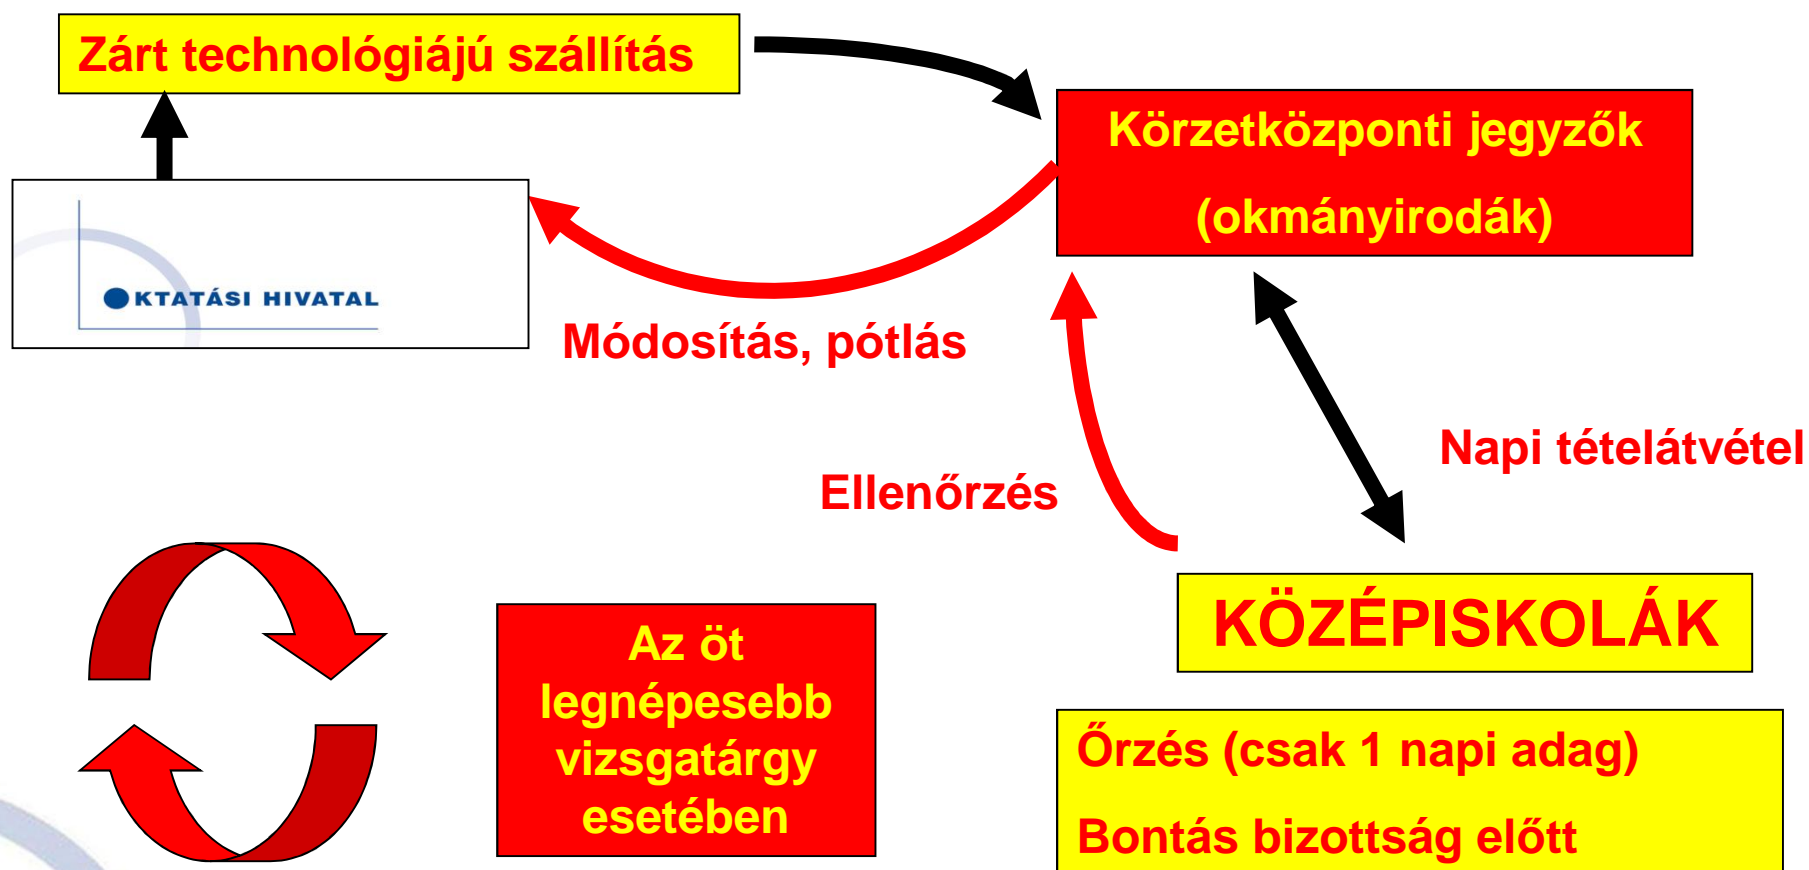 Zárt technológiájú szállítás
Körzetközponti jegyzők
(okmányirodák)
KTATÁSI HIVATAL
Módosítás, pótlás
Napi tételátvétel
Ellenőrzés
KÖZÉPISKOLÁK
Az öt
legnépesebb
vizsgatárgy
esetében
Őrzés (csak 1 napi adag)
Bontás bizottság előtt